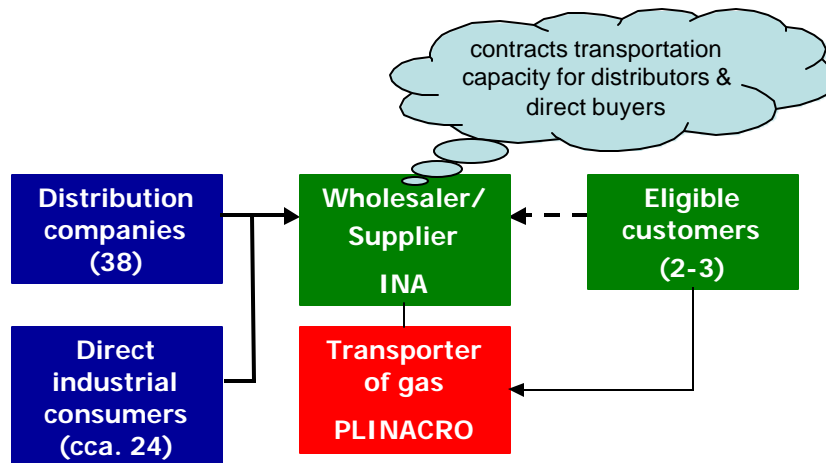 contracts transportation
capacity for distributors &
direct buyers
Distribution
companies
(38)
Wholesaler/
Supplier
INA
Eligible
customers
(2-3)
Direct
industrial
consumers
(cca. 24)
Transporter
of gas
PLINACRO